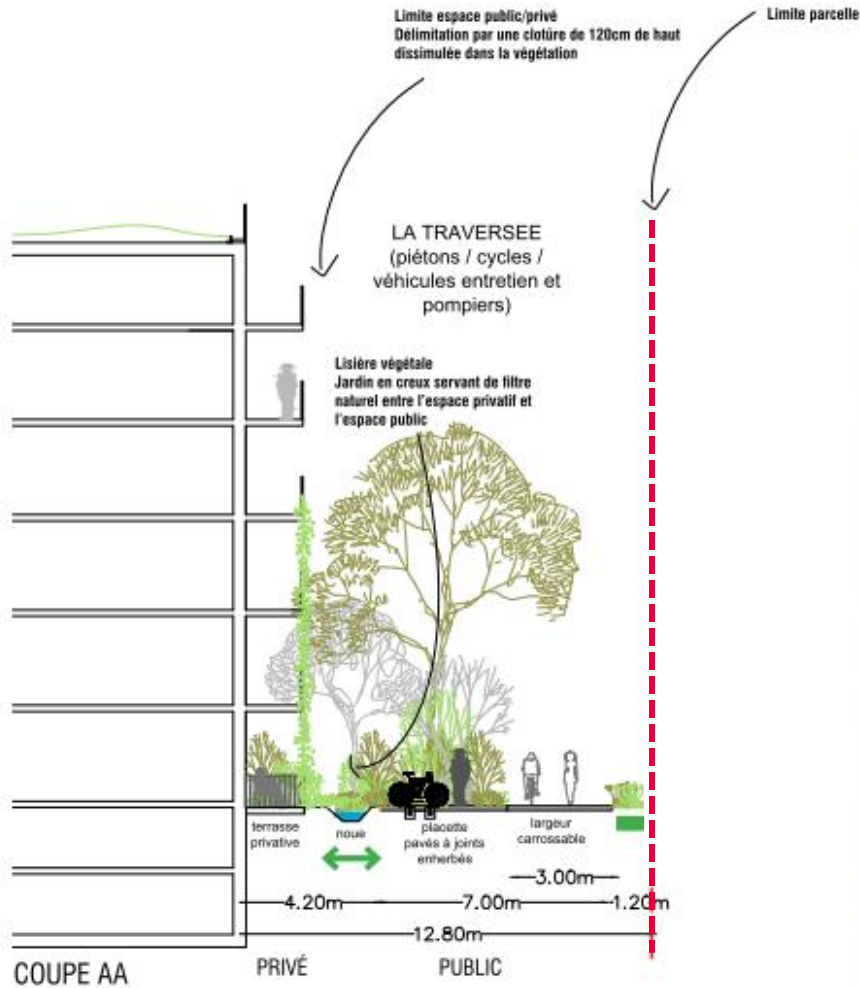 Limite espace public/privé
Délimitation par une clotûre de 120cm de haut
dissimulée dans la végétation
Limite parcelle
LA TRAVERSEE
(piétons / cycles /
véhicules entretien et
pompiers)
Lisière végétale
Jardin en creux servant de filtre
naturel entre l'espace privatif et
l'espace public
terrasse
privative
noue
placette
pavés à joints
enherbés
largeur
carrossable
3.00m
4.20m
7.00m
1.20m
12.80m
COUPE AA
PRIVÉ
PUBLIC